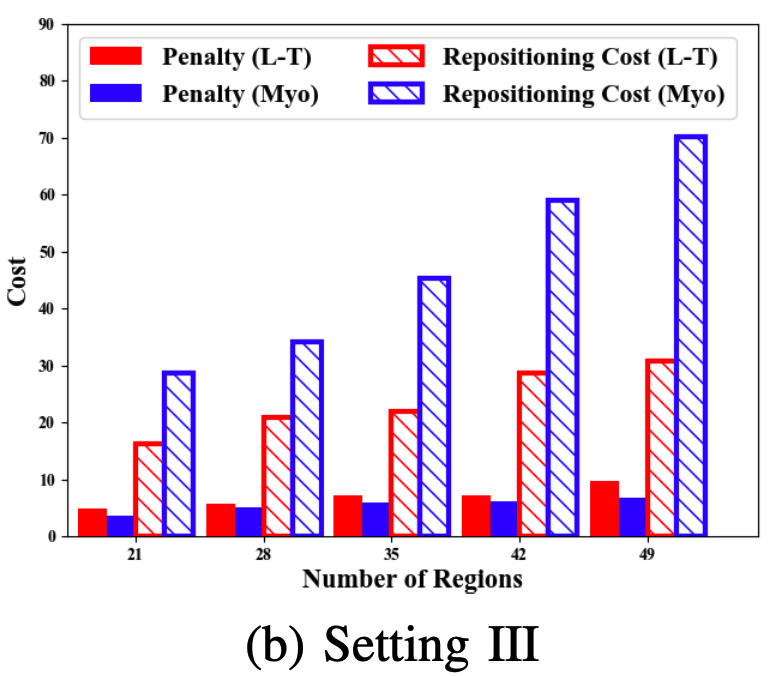 90
80
70
60
50
40
30
20
10
0
Cost
Penalty (L-T)
Penalty (Myo)
Repositioning Cost (L-T)
Repositioning Cost (Myo)
21 28 35 42 49
Number of Regions
(b) Setting III